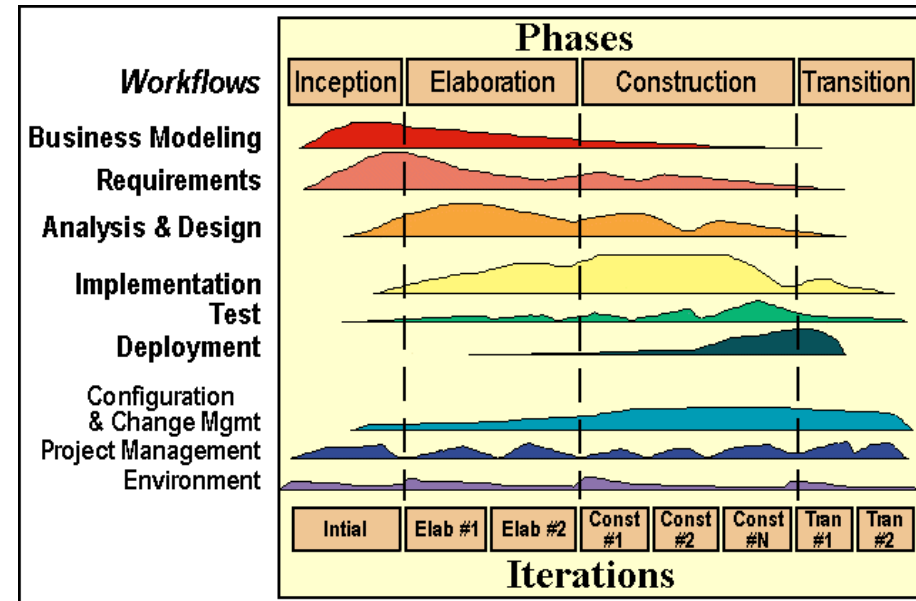 Phases
Workflows
Inception
Elaboration
Construction
Transition
Business Modeling
Requirements
Analysis & Design
Implementation
Test
Deployment
Configuration
& Change Mgmt
Project Management
Environment
Intial
Elab #1
Elab #2
Const
#1
Const
#2
Const
#N
Tran
#1
Tran
#2
Iterations